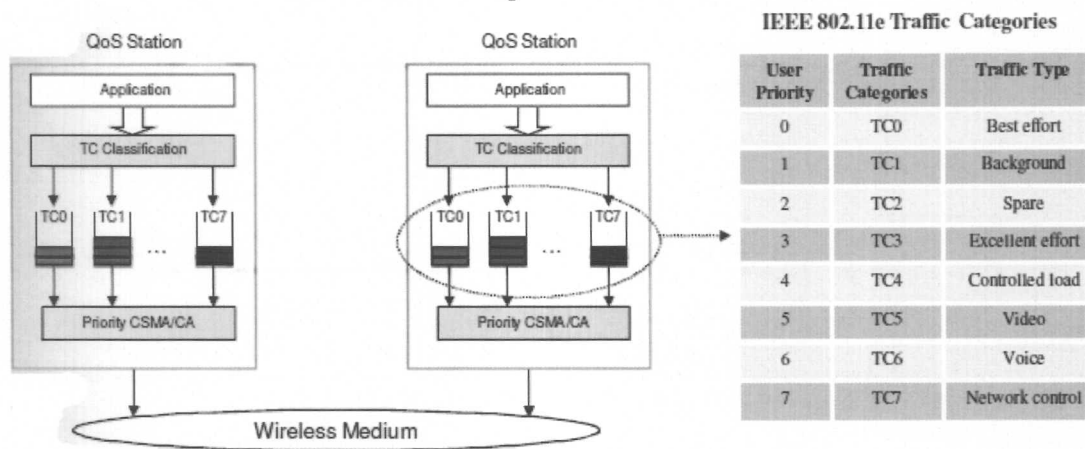 QoS Station
Application
TC Classification
TC0 TC1 TC7
...
Priority CSMA/CA
QoS Station
Application
TC Classification
TC0 TC1 TC7
...
Priority CSMA/CA
Wireless Medium
IEEE 802.11e Traffic Categories
User Priority Traffic Categories Traffic Type
0 TC0 Best effort
1 TC1 Background
2 TC2 Spare
3 TC3 Excellent effort
4 TC4 Controlled load
5 TC5 Video
6 TC6 Voice
7 TC7 Network control